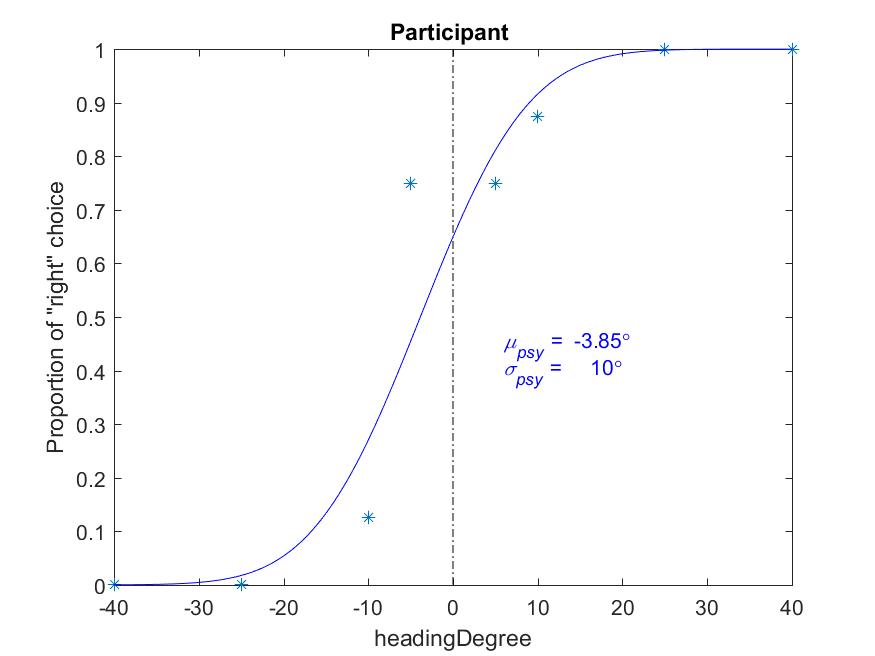 Participant
1
0.9
0.8
0.7
0.6
0.5
0.4
0.3
0.2
0.1
0
Proportion of "right" choice
μpsy = -3.85°
σpsy = 10°
-40 -30 -20 -10 0 10 20 30 40
headingDegree